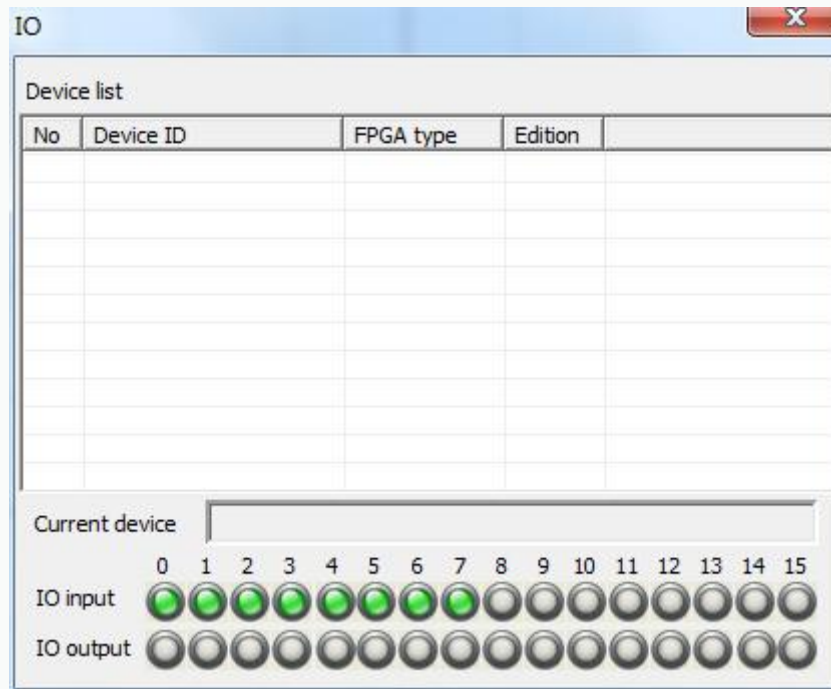 IO
X
Device list
No Device ID FPGA type Edition
Current device
0 1 2 3 4 5 6 7 8 9 10 11 12 13 14 15
IO input
IO output